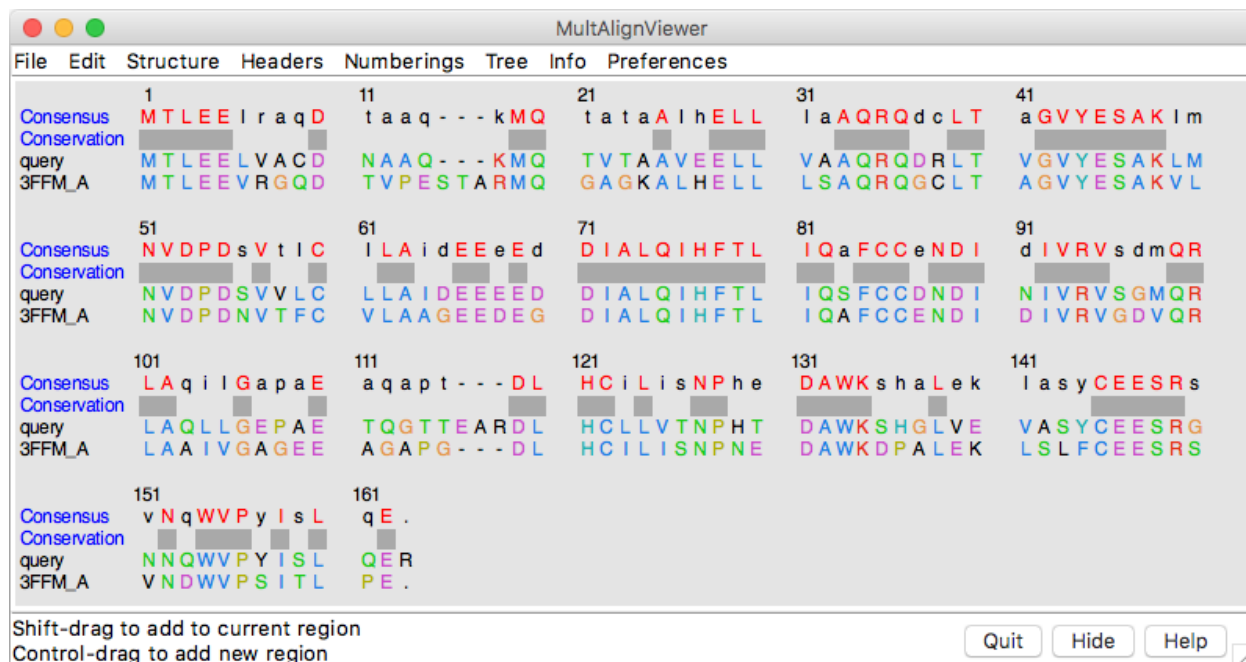 MultAlignViewer
File Edit Structure Headers Numberings Tree Info Preferences
1 11 21 31 41
Consensus MTLEElraqD taaq---kMQ tataAlhELL laAQRQdcLT aGVYESAKlm
Conservation
query MTLEELVACD NAAQ---KMQ TVTAAVEELL VAAQRQDRLT VGVYESAKLM
3FFM_A MTLEEVRGQD TVPESTARMQ GAGKALHELL LSAQRQGCLT AGVYESAKVL
51 61 71 81 91
Consensus NVDPDsVtlC lLAidEEeEd DIALQIHFTL IQaFCCeNDI dIVRVsdmQR
Conservation
query NVDPDSVVLC LLAIDEEEED DIALQIHFTL IQSFCCDNDI NIVRVSGMQR
3FFM_A NVDPDNVTFC VLAAGEEDEG DIALQIHFTL IQAFCCENDI DIVRVGDVQR
101 111 121 131 141
Consensus LAqilGapaE aqapt---DL HCiLisNPhe DAWKshaLek lasyCEESRs
Conservation
query LAQLLGEPAE TQGTTEARDL HCLLVTNPHT DAWKSHGLVE VASYCEESRG
3FFM_A LAAIVGAGEE AGAPG---DL HCILISNPNE DAWKDPALEK LSLFCEESRS
151 161
Consensus vNqWVPyIsL qE.
Conservation
query NNQWVPYISL QER
3FFM_A VNDWVPSITL PE.
Shift-drag to add to current region
Control-drag to add new region
Quit Hide Help